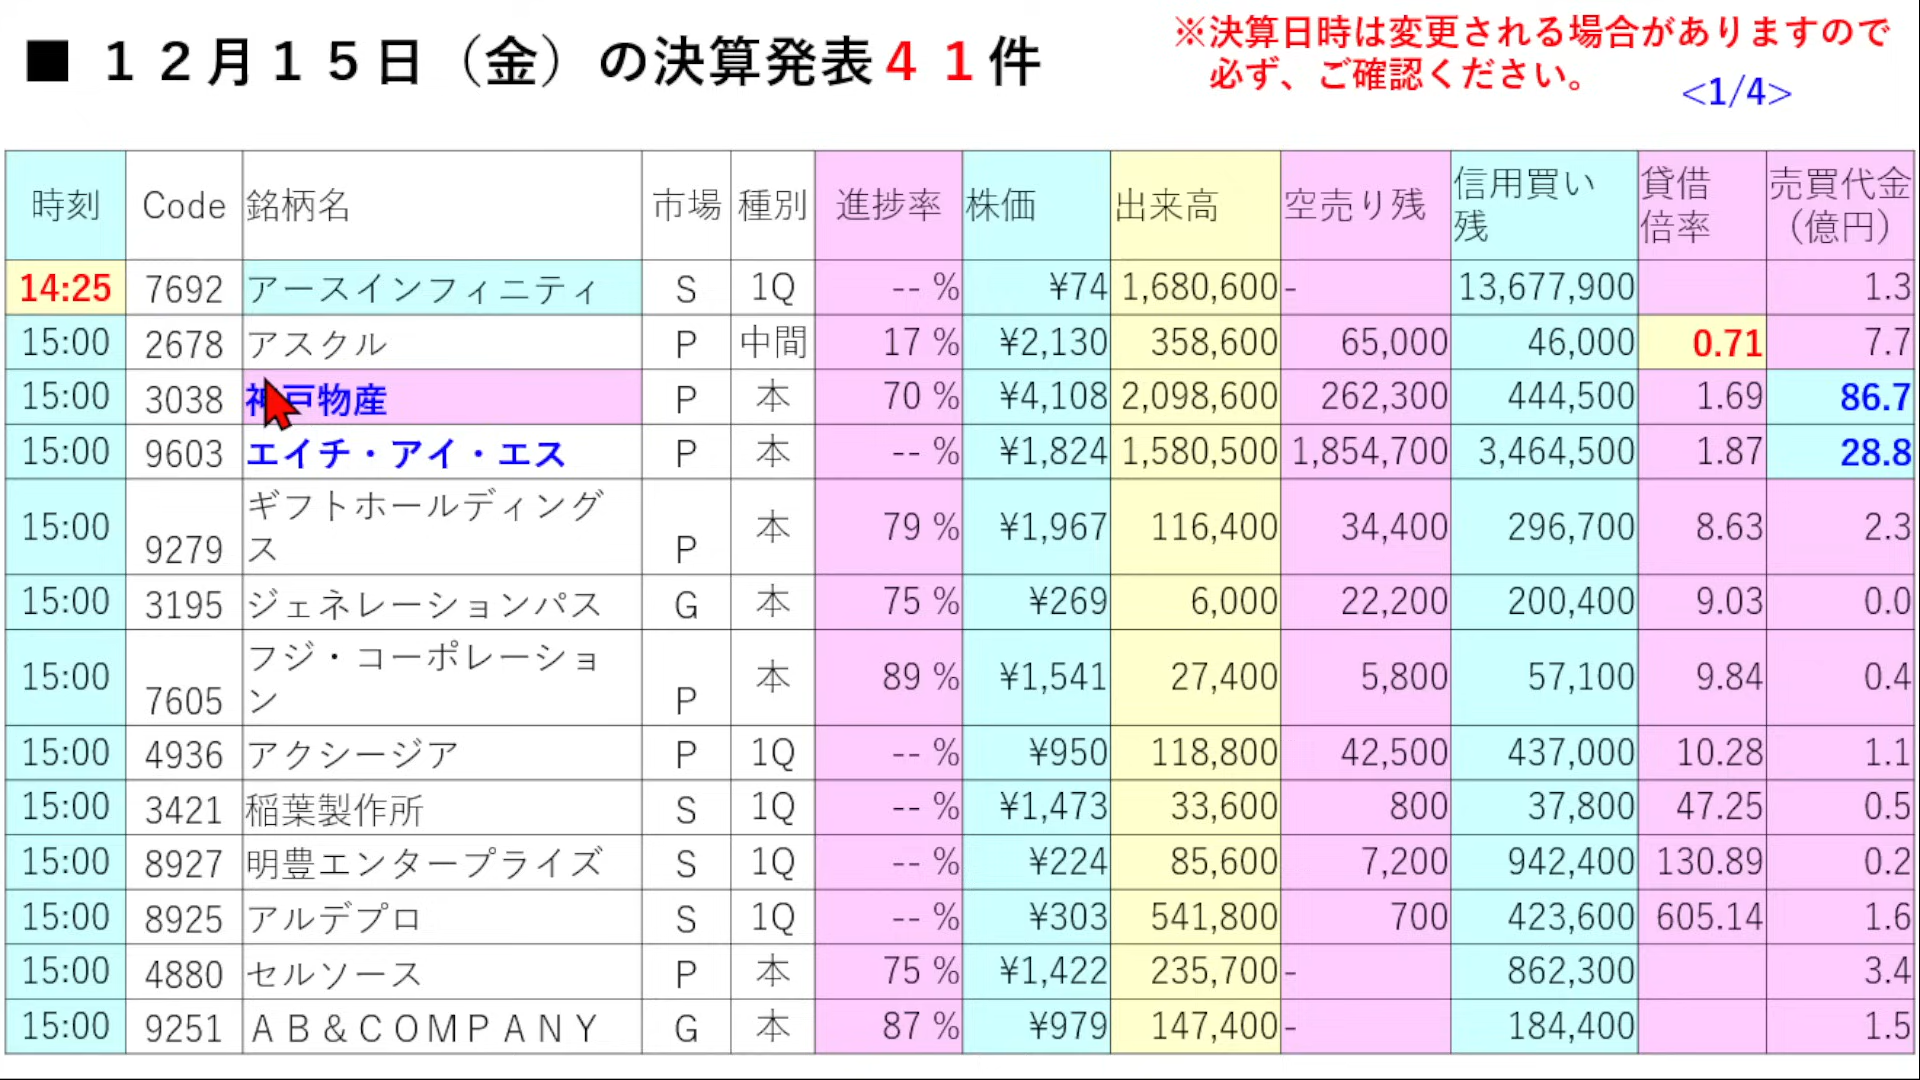 ■ １２月１５日（金）の決算発表４１件
※決算日時は変更される場合がありますので
必ず、ご確認ください。
<1/4>
時刻 Code 銘柄名 市場 種別 進捗率 株価 出来高 空売り残 信用買い残 貸借倍率 売買代金（億円）
14:25 7692 アースインフィニティ S 1Q -- % ¥74 1,680,600 - 13,677,900 1.3
15:00 2678 アスクル P 中間 17 % ¥2,130 358,600 65,000 46,000 0.71 7.7
15:00 3038 神戸物産 P 本 70 % ¥4,108 2,098,600 262,300 444,500 1.69 86.7
15:00 9603 エイチ・アイ・エス P 本 -- % ¥1,824 1,580,500 1,854,700 3,464,500 1.87 28.8
15:00 9279 ギフトホールディングス P 本 79 % ¥1,967 116,400 34,400 296,700 8.63 2.3
15:00 3195 ジェネレーションパス G 本 75 % ¥269 6,000 22,200 200,400 9.03 0.0
15:00 7605 フジ・コーポレーション P 本 89 % ¥1,541 27,400 5,800 57,100 9.84 0.4
15:00 4936 アクシージア P 1Q -- % ¥950 118,800 42,500 437,000 10.28 1.1
15:00 3421 稲葉製作所 S 1Q -- % ¥1,473 33,600 800 37,800 47.25 0.5
15:00 8927 明豊エンタープライズ S 1Q -- % ¥224 85,600 7,200 942,400 130.89 0.2
15:00 8925 アルデプロ S 1Q -- % ¥303 541,800 700 423,600 605.14 1.6
15:00 4880 セルソース P 本 75 % ¥1,422 235,700 - 862,300 3.4
15:00 9251 ＡＢ＆ＣＯＭＰＡＮＹ G 本 87 % ¥979 147,400 - 184,400 1.5